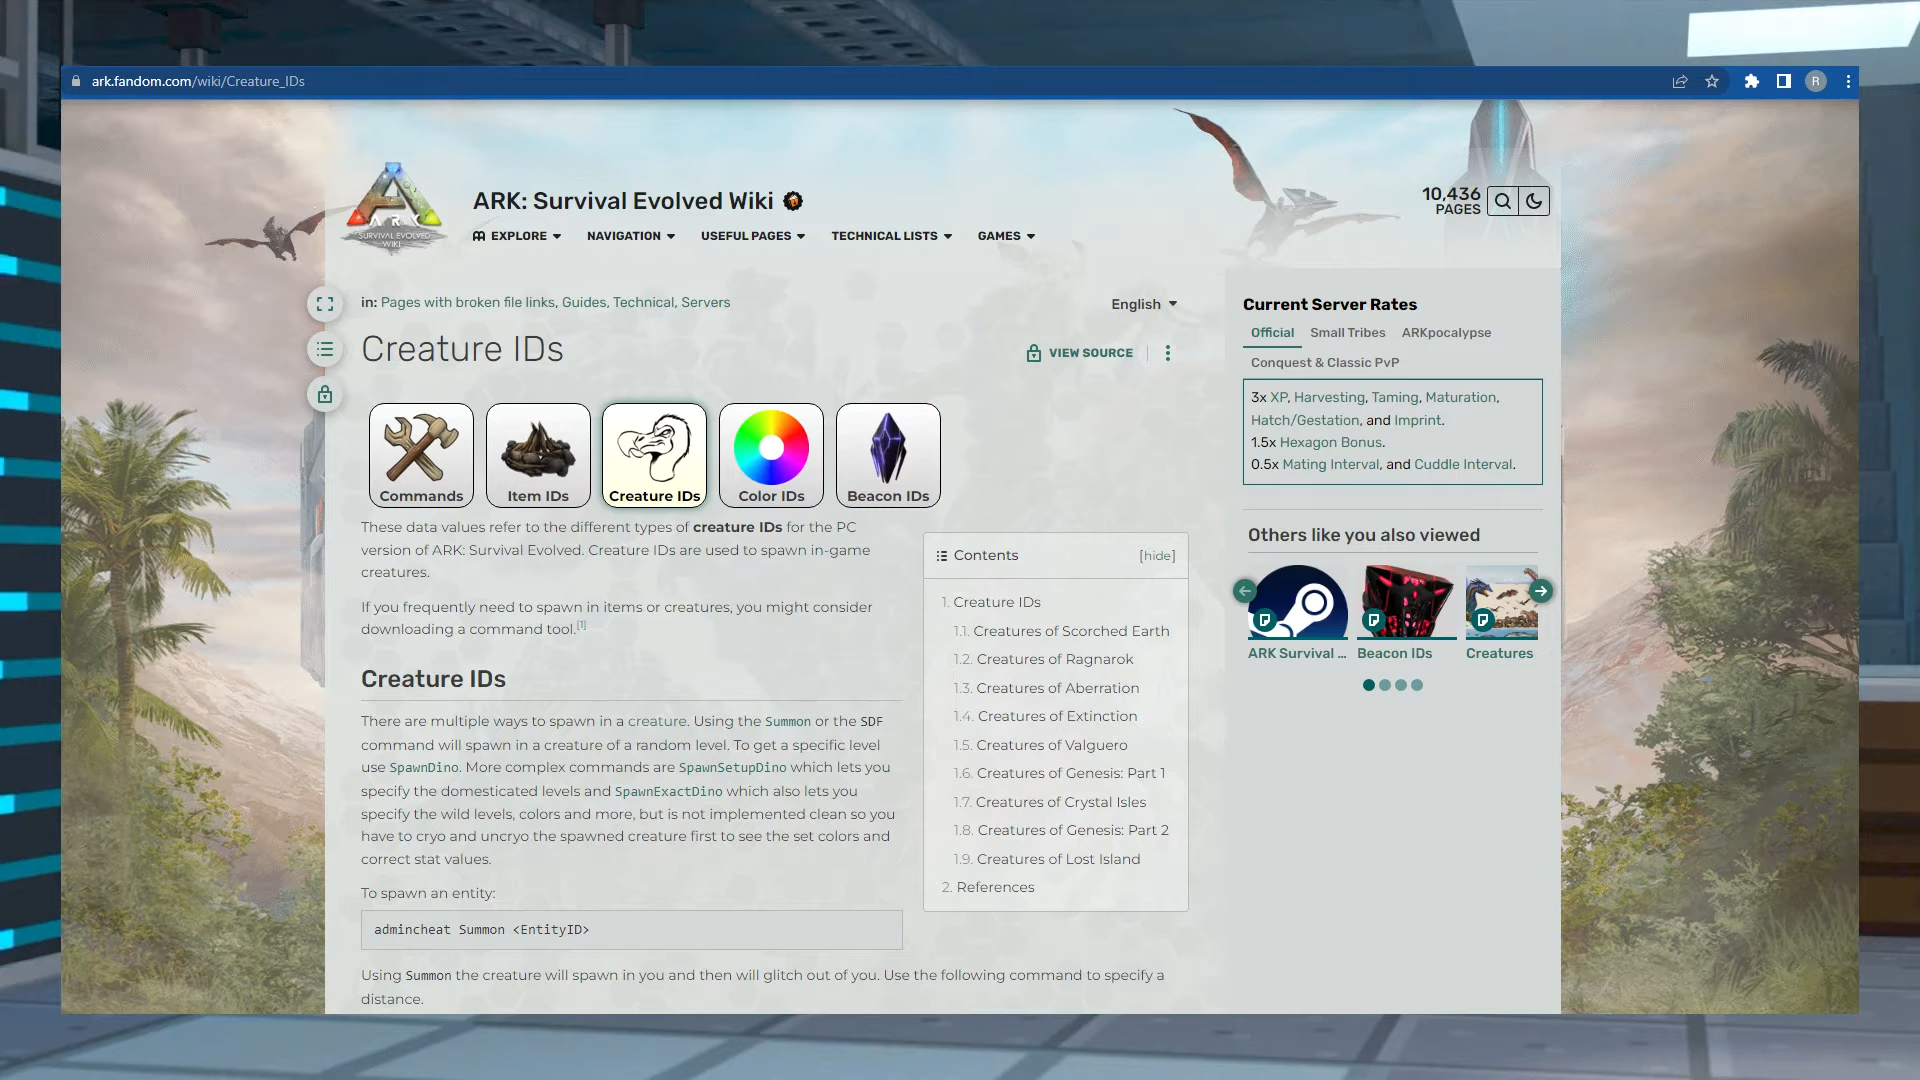 ark.fandom.com/wiki/Creature_IDs
R
ARK
SURVIVAL EVOLVED
WIKI
ARK: Survival Evolved Wiki
EXPLORE
NAVIGATION
USEFUL PAGES
TECHNICAL LISTS
GAMES
10,436
PAGES
in: Pages with broken file links, Guides, Technical, Servers
English
Creature IDs
VIEW SOURCE
Commands
Item IDs
Creature IDs
Color IDs
Beacon IDs
These data values refer to the different types of creature IDs for the PC
version of ARK: Survival Evolved. Creature IDs are used to spawn in-game
creatures.
If you frequently need to spawn in items or creatures, you might consider
downloading a command tool.[1]
Creature IDs
There are multiple ways to spawn in a creature. Using the Summon or the SDF
command will spawn in a creature of a random level. To get a specific level
use SpawnDino. More complex commands are SpawnSetupDino which lets you
specify the domesticated levels and SpawnExactDino which also lets you
specify the wild levels, colors and more, but is not implemented clean so you
have to cryo and uncryo the spawned creature first to see the set colors and
correct stat values.
To spawn an entity:
admincheat Summon <EntityID>
Using Summon the creature will spawn in you and then will glitch out of you. Use the following command to specify a
distance.
Contents [hide]
1. Creature IDs
1.1. Creatures of Scorched Earth
1.2. Creatures of Ragnarok
1.3. Creatures of Aberration
1.4. Creatures of Extinction
1.5. Creatures of Valguero
1.6. Creatures of Genesis: Part 1
1.7. Creatures of Crystal Isles
1.8. Creatures of Genesis: Part 2
1.9. Creatures of Lost Island
2. References
Current Server Rates
Official Small Tribes ARKpocalypse
Conquest & Classic PvP
3x XP, Harvesting, Taming, Maturation,
Hatch/Gestation, and Imprint.
1.5x Hexagon Bonus.
0.5x Mating Interval, and Cuddle Interval.
Others like you also viewed
ARK Survival ...
Beacon IDs
Creatures